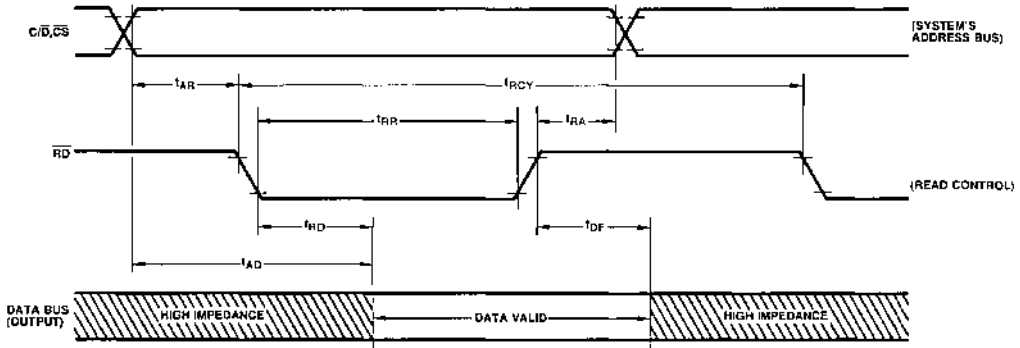 C/D̅,C̅S̅
(SYSTEM'S
ADDRESS BUS)
tAR
tRCY
tRR
tRA
R̅D̅
(READ CONTROL)
tRD
tDF
tAD
DATA BUS
(OUTPUT)
HIGH IMPEDANCE
DATA VALID
HIGH IMPEDANCE